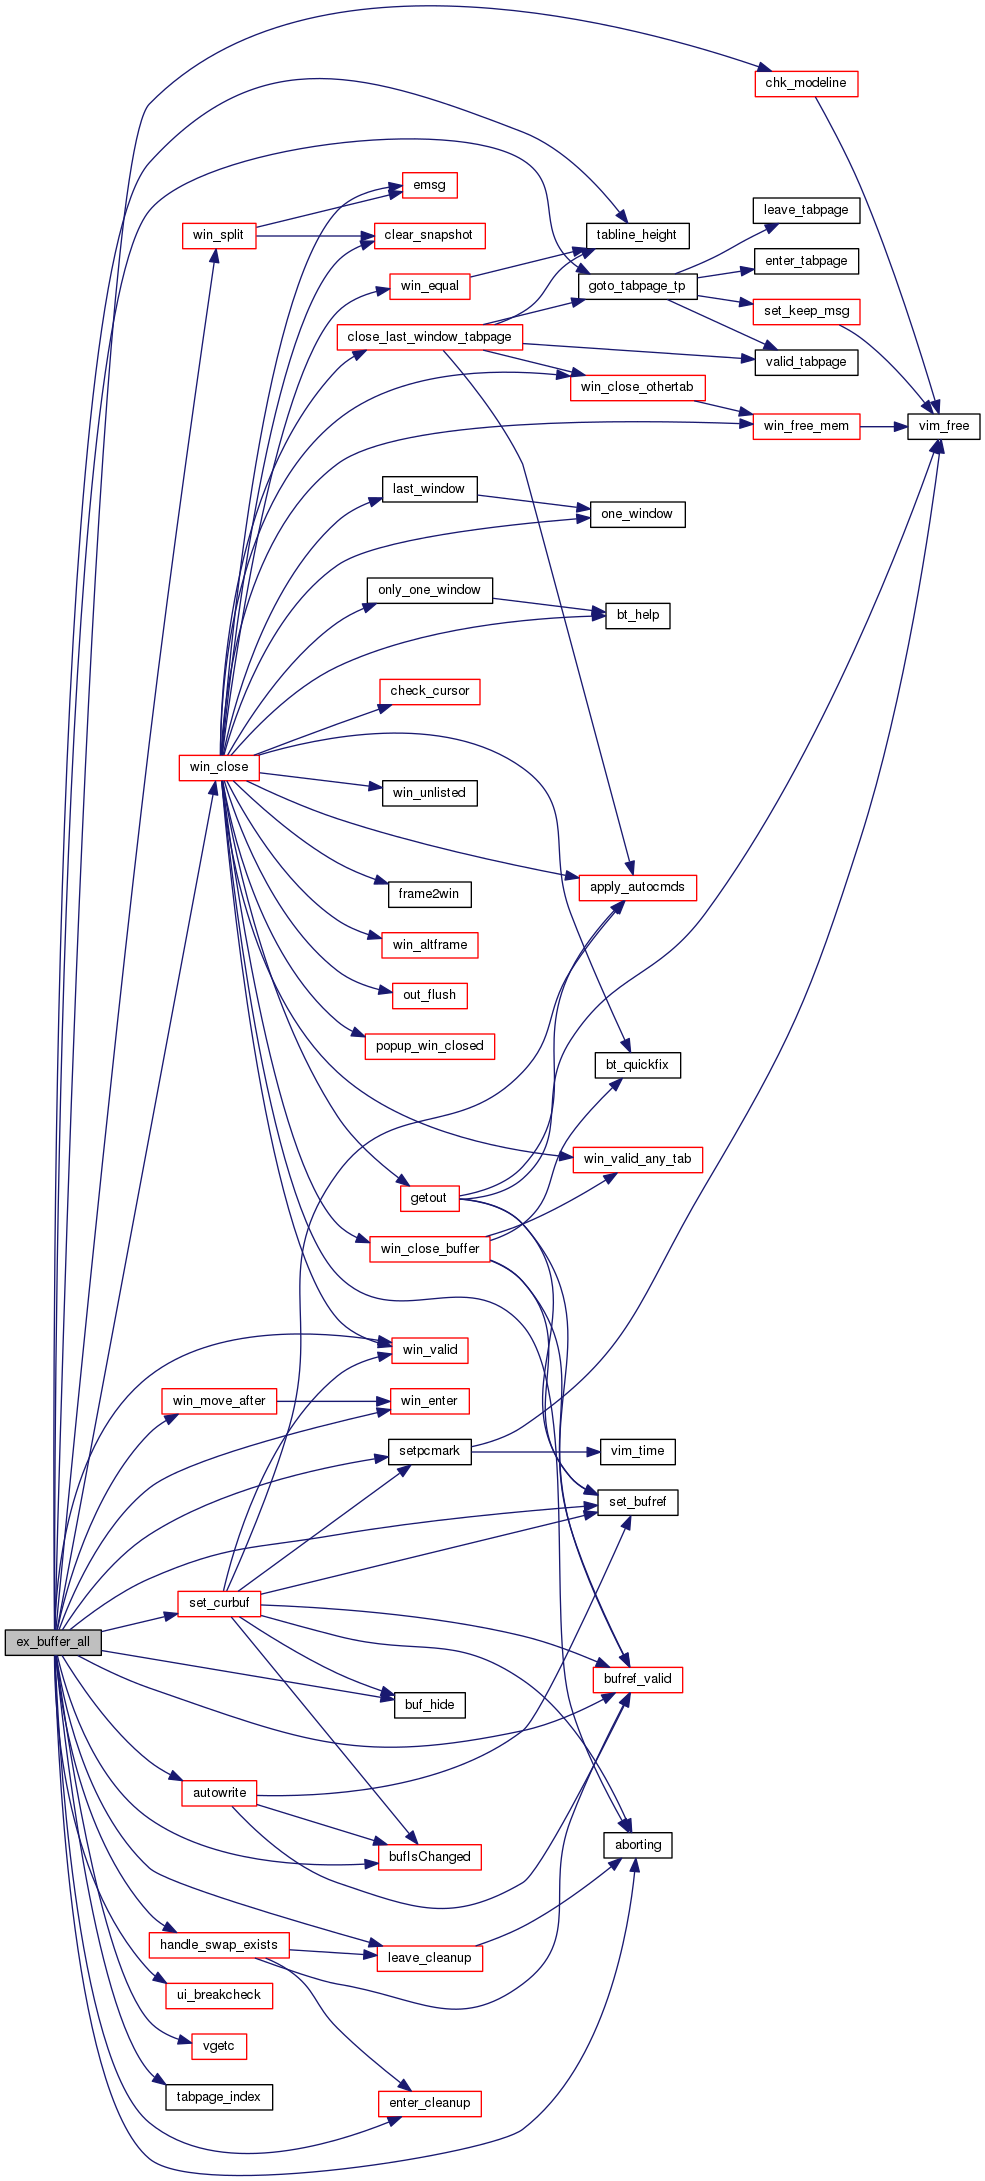 chk_modeline
emsg
leave_tabpage
win_split
clear_snapshot
tabline_height
enter_tabpage
win_equal
goto_tabpage_tp
set_keep_msg
close_last_window_tabpage
valid_tabpage
win_close_othertab
win_free_mem
vim_free
last_window
one_window
only_one_window
bt_help
check_cursor
win_close
win_unlisted
frame2win
apply_autocmds
win_altframe
out_flush
popup_win_closed
bt_quickfix
win_valid_any_tab
getout
win_close_buffer
win_valid
win_move_after
win_enter
setpcmark
vim_time
set_bufref
set_curbuf
ex_buffer_all
bufref_valid
buf_hide
autowrite
aborting
bufIsChanged
handle_swap_exists
leave_cleanup
ui_breakcheck
vgetc
tabpage_index
enter_cleanup